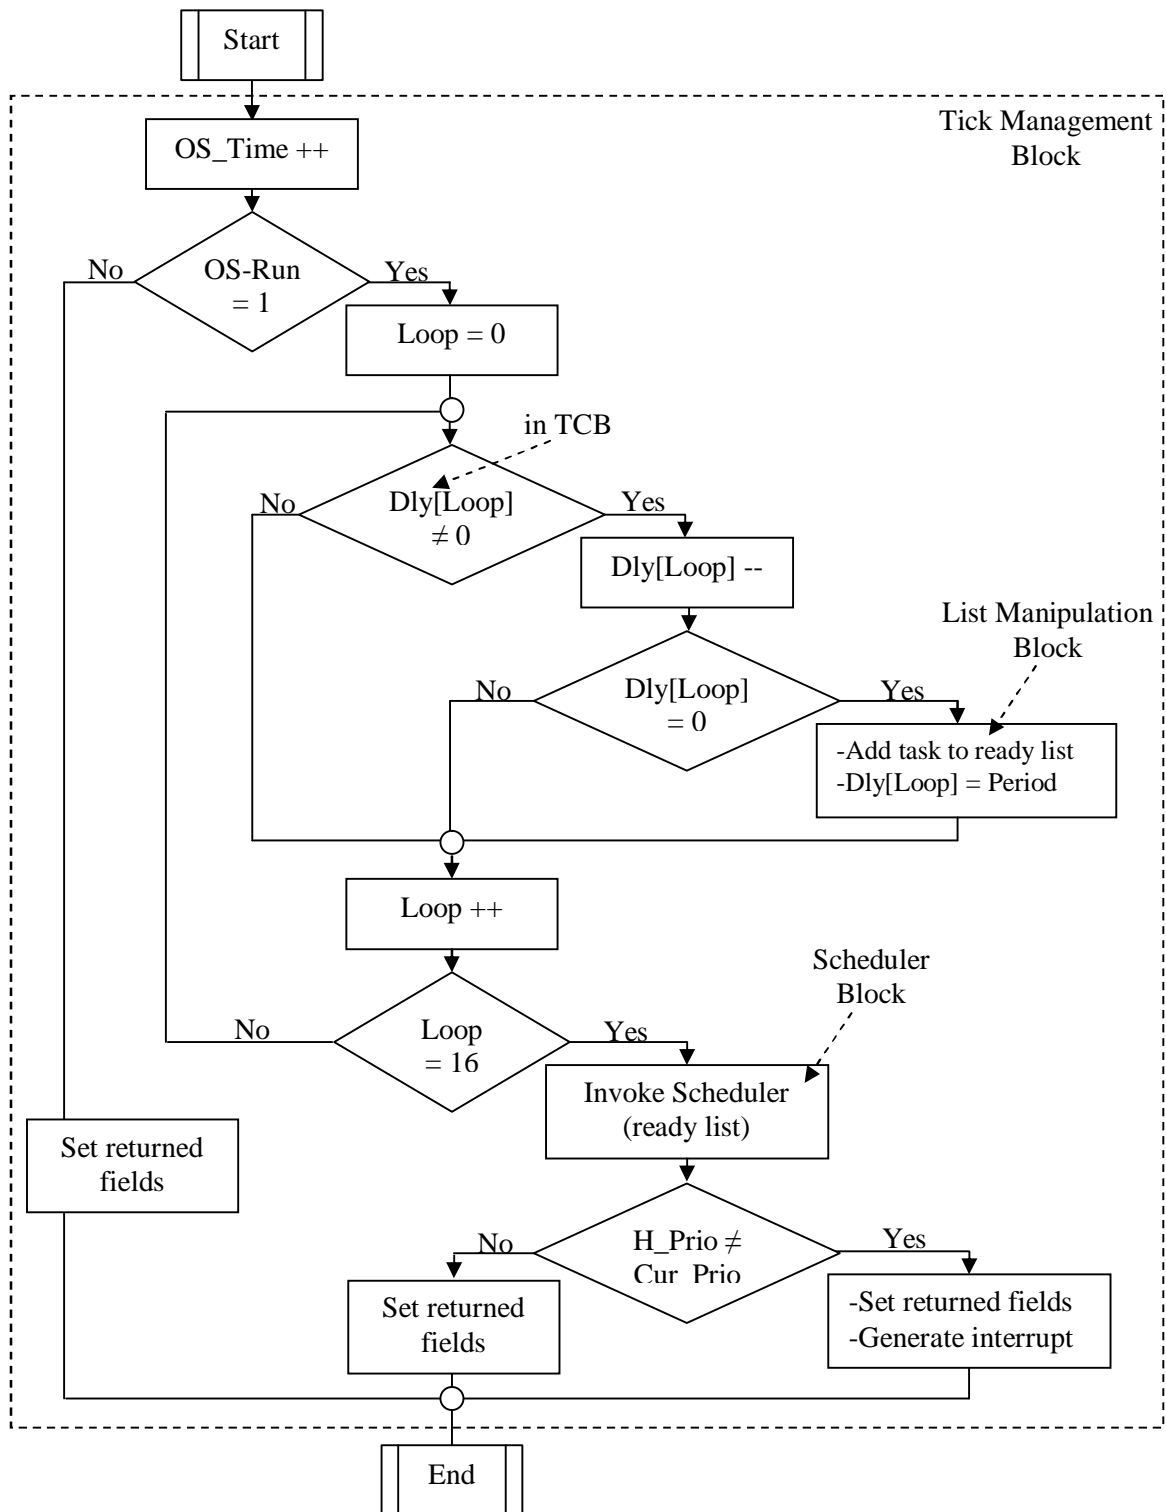 Start
Tick Management
Block
OS_Time ++
No
OS-Run
= 1
Yes
Loop = 0
in TCB
No
Dly[Loop]
≠ 0
Yes
Dly[Loop] --
List Manipulation
Block
No
Dly[Loop]
= 0
Yes
-Add task to ready list
-Dly[Loop] = Period
Loop ++
Scheduler
Block
No
Loop
= 16
Yes
Invoke Scheduler
(ready list)
Set returned
fields
No
H_Prio ≠
Cur_Prio
Yes
Set returned
fields
-Set returned fields
-Generate interrupt
End